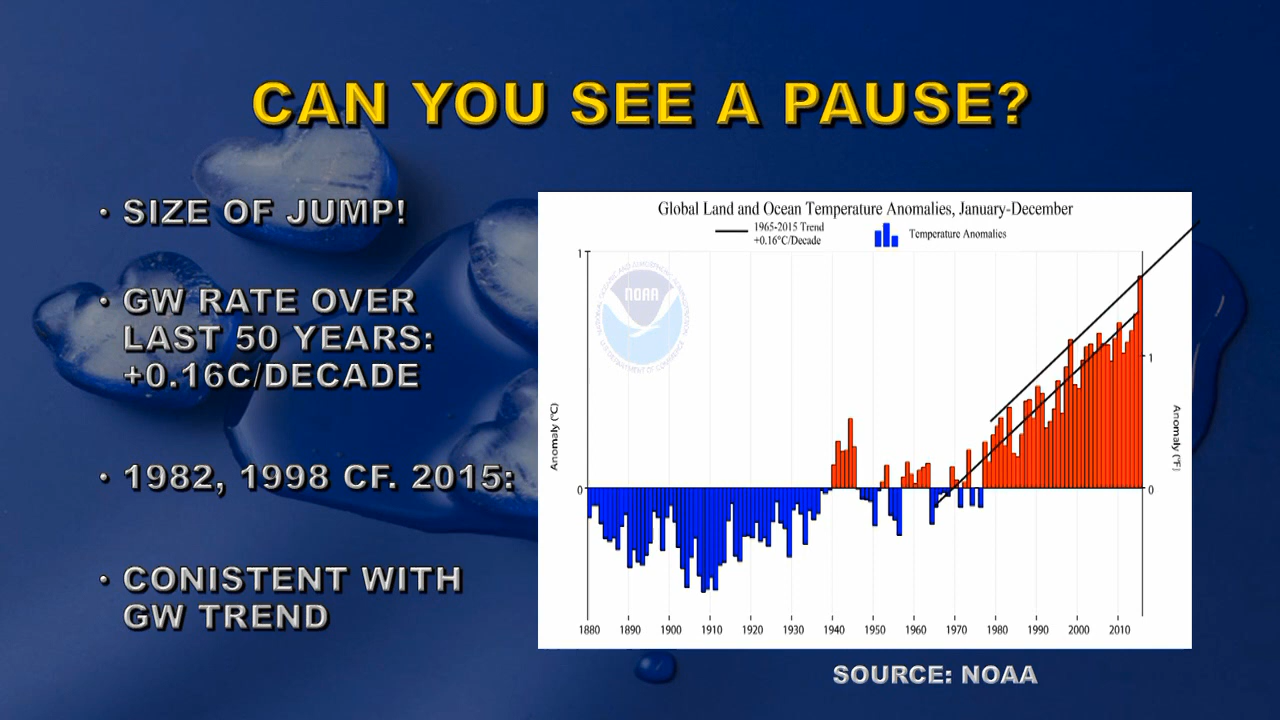 CAN YOU SEE A PAUSE?
• SIZE OF JUMP!
• GW RATE OVER
LAST 50 YEARS:
+0.16C/DECADE
• 1982, 1998 CF. 2015:
• CONISTENT WITH
GW TREND
Global Land and Ocean Temperature Anomalies, January-December
1965-2015 Trend
+0.16°C/Decade
Temperature Anomalies
NOAA
1
0
Anomaly (°C)
1
0
Anomaly (°F)
1880 1890 1900 1910 1920 1930 1940 1950 1960 1970 1980 1990 2000 2010
SOURCE: NOAA